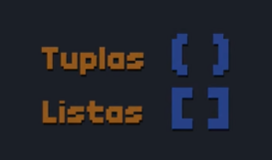 Tuplas ( )
Listas [ ]